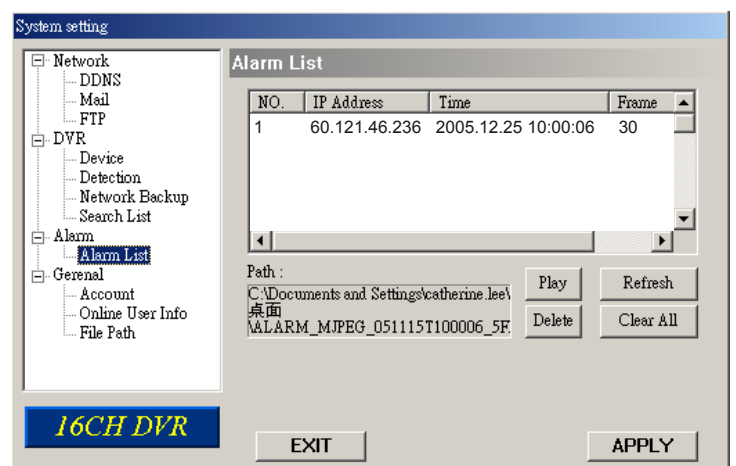 System setting
Network
DDNS
Mail
FTP
DVR
Device
Detection
Network Backup
Search List
Alarm
Alarm List
Gerenal
Account
Online User Info
File Path
16CH DVR
Alarm List
NO. IP Address Time Frame
1 60.121.46.236 2005.12.25 10:00:06 30
Path :
C:\Documents and Settings\catherine.lee\
桌面
\ALARM_MJPEG_051115T100006_5F.
Play Refresh
Delete Clear All
EXIT APPLY